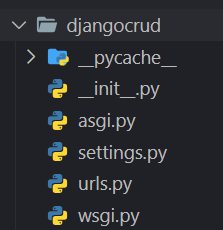 djangocrud
__pycache__
__init__.py
asgi.py
settings.py
urls.py
wsgi.py